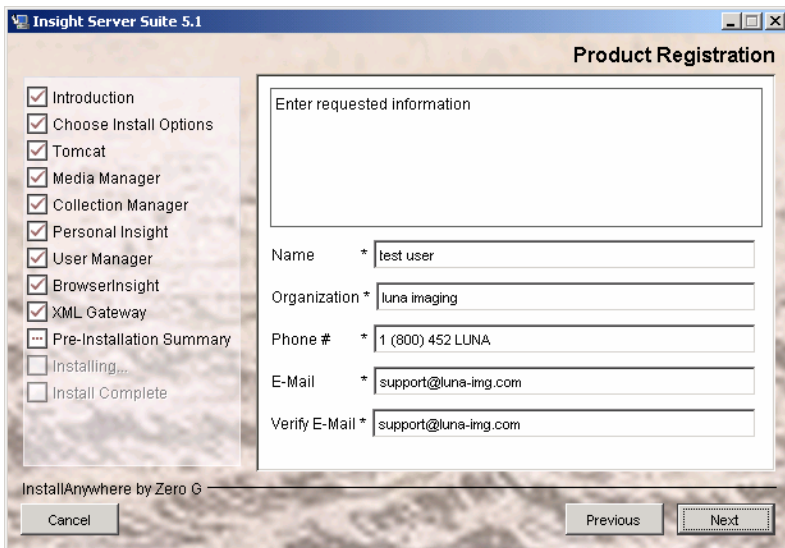 Insight Server Suite 5.1
Product Registration
Introduction
Choose Install Options
Tomcat
Media Manager
Collection Manager
Personal Insight
User Manager
BrowserInsight
XML Gateway
Pre-Installation Summary
Installing...
Install Complete
Enter requested information
Name * test user
Organization * luna imaging
Phone # * 1 (800) 452 LUNA
E-Mail * support@luna-img.com
Verify E-Mail * support@luna-img.com
InstallAnywhere by Zero G
Cancel Previous Next